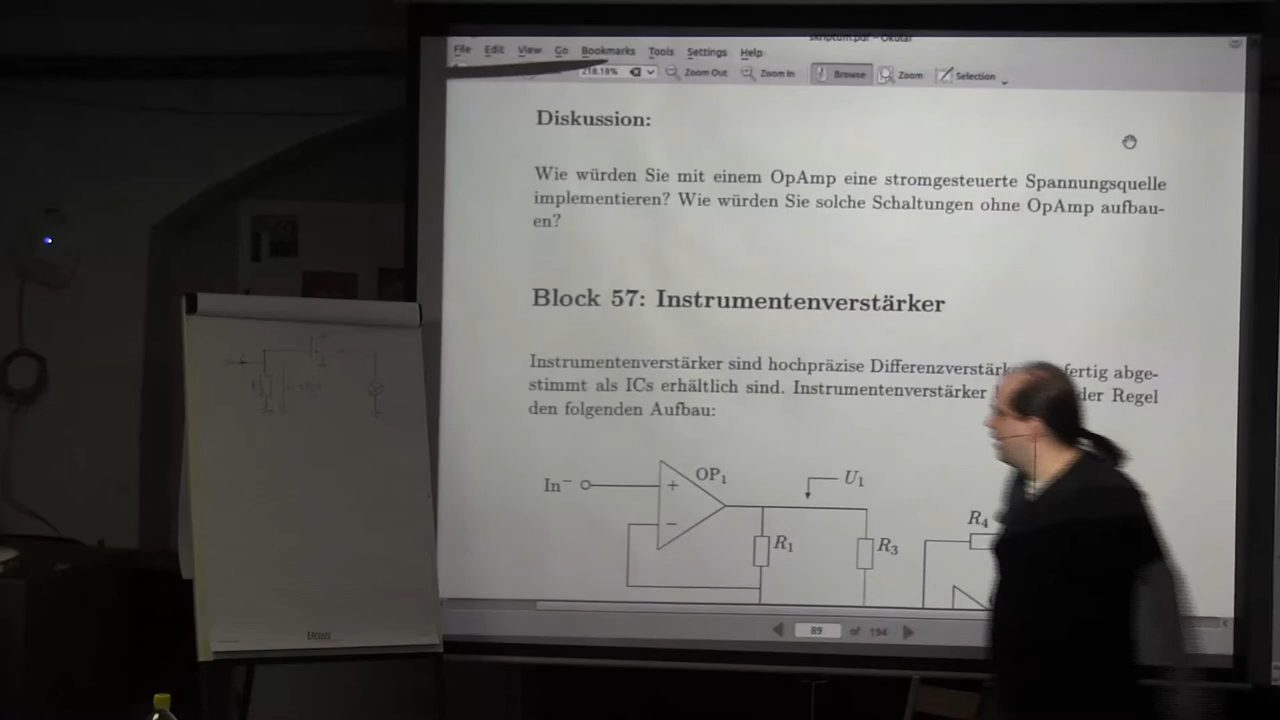 File Edit View Go Bookmarks Tools Settings Help
218.18% Zoom Out Zoom In Browse Zoom Selection
Diskussion:
Wie würden Sie mit einem OpAmp eine stromgesteuerte Spannungsquelle
implementieren? Wie würden Sie solche Schaltungen ohne OpAmp aufbau-
en?
Block 57: Instrumentenverstärker
Instrumentenverstärker sind hochpräzise Differenzverstärk fertig abge-
stimmt als ICs erhältlich sind. Instrumentenverstärker der Regel
den folgenden Aufbau:
In⁻ + OP₁ U₁
− R₁ R₃ R₄
89 of 194